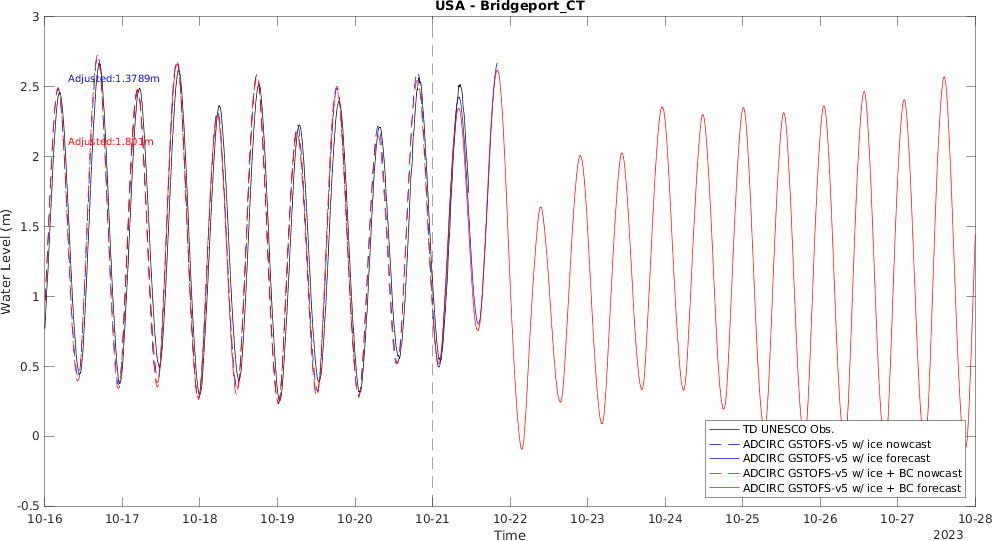 USA - Bridgeport_CT
3
2.5
2
1.5
1
0.5
0
-0.5
Water Level (m)
Adjusted:1.3789m
Adjusted:1.801m
TD UNESCO Obs.
ADCIRC GSTOFS-v5 w/ ice nowcast
ADCIRC GSTOFS-v5 w/ ice forecast
ADCIRC GSTOFS-v5 w/ ice + BC nowcast
ADCIRC GSTOFS-v5 w/ ice + BC forecast
10-16 10-17 10-18 10-19 10-20 10-21 10-22 10-23 10-24 10-25 10-26 10-27 10-28
Time
2023